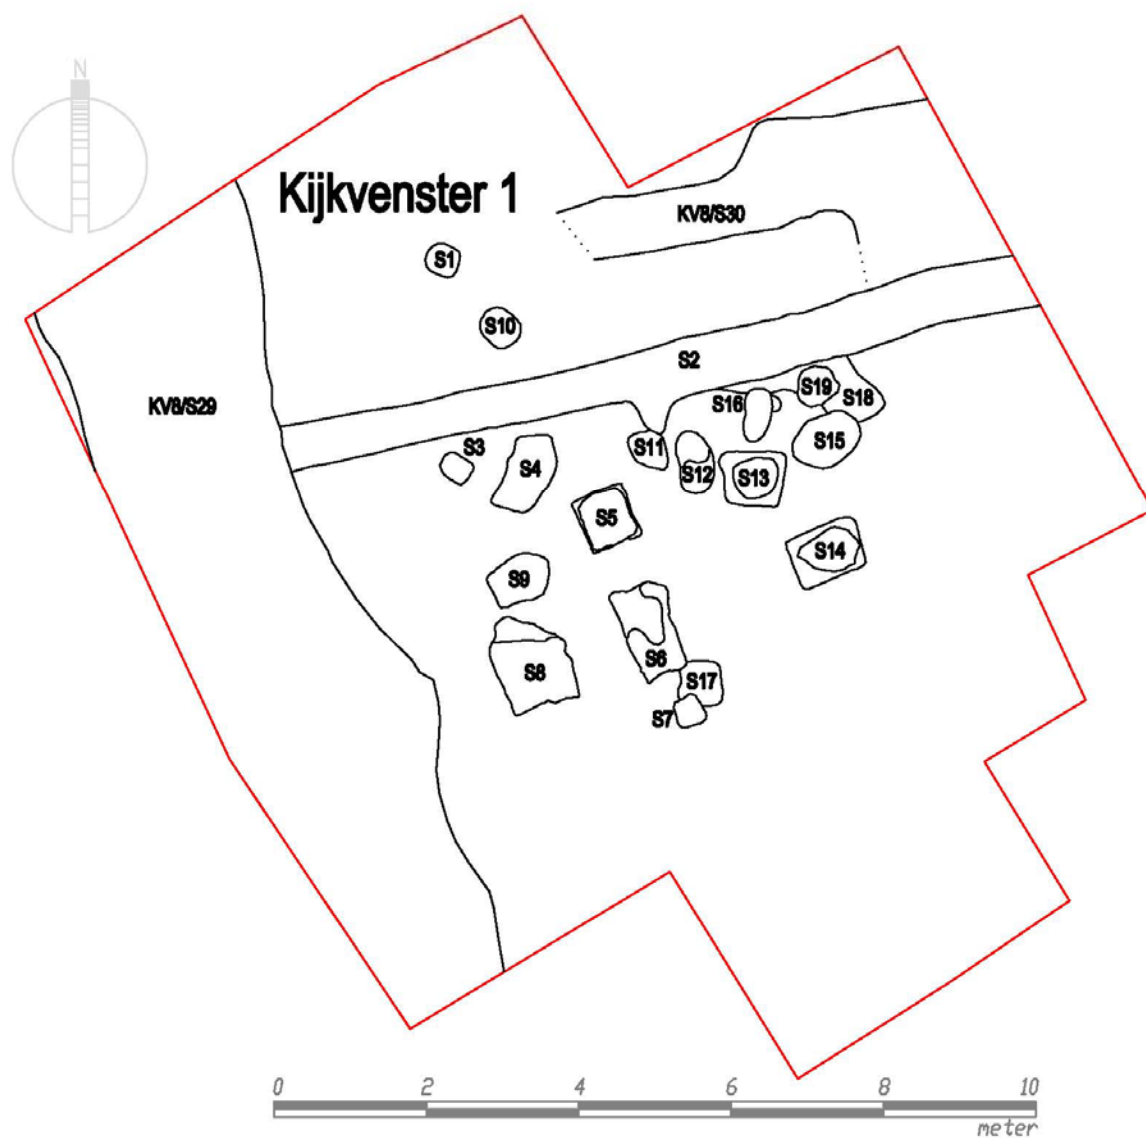 N
Kijkvenster 1
KV8/S30
S1
S10
S2
KV8/S29
S16
S19
S18
S3
S4
S11
S12
S13
S15
S5
S14
S9
S6
S8
S17
S7
0 2 4 6 8 10
meter